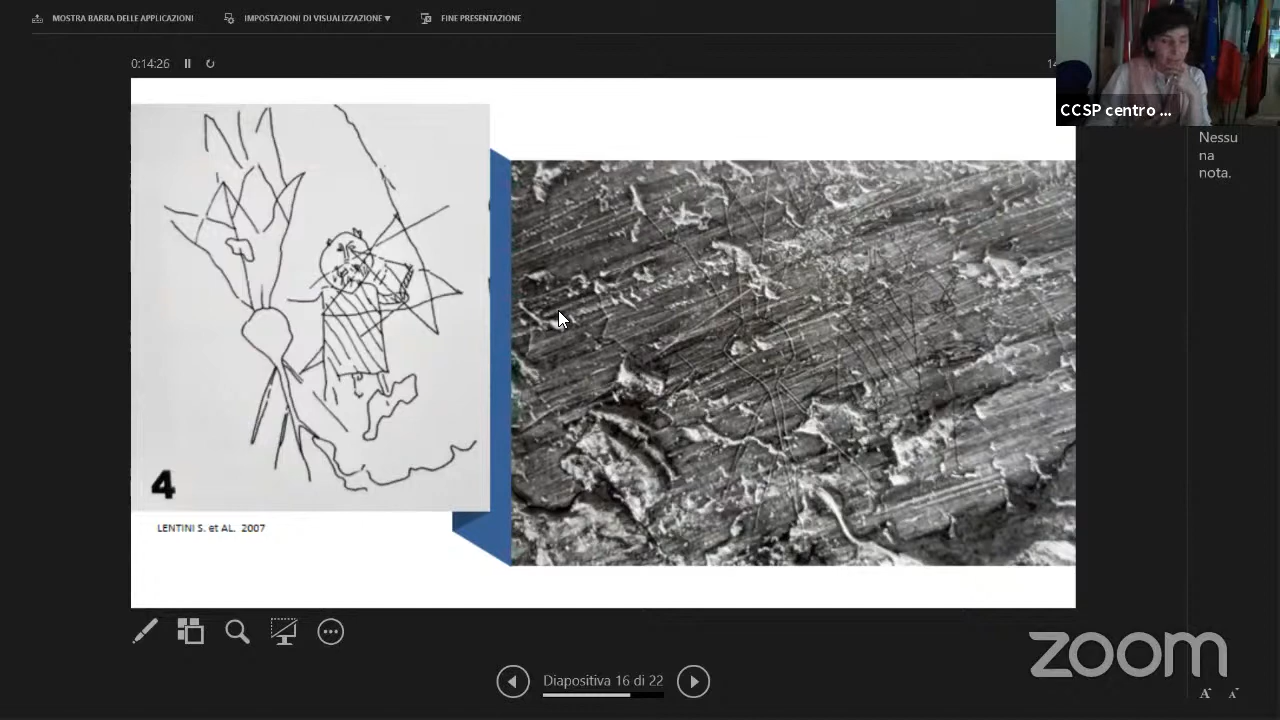 MOSTRA BARRA DELLE APPLICAZIONI
IMPOSTAZIONI DI VISUALIZZAZIONE ▼
FINE PRESENTAZIONE
0:14:26
14
CCSP centro ...
Nessu
na
nota.
4
LENTINI S. et AL. 2007
zoom
Diapositiva 16 di 22
A A